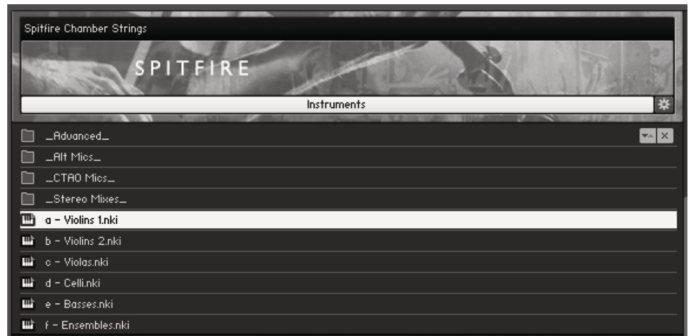 Spitfire Chamber Strings
SPITFIRE
Instruments
_Advanced_
_Alt Mics_
_CTAO Mics_
_Stereo Mixes_
a - Violins 1.nki
b - Violins 2.nki
c - Violas.nki
d - Celli.nki
e - Basses.nki
f - Ensembles.nki